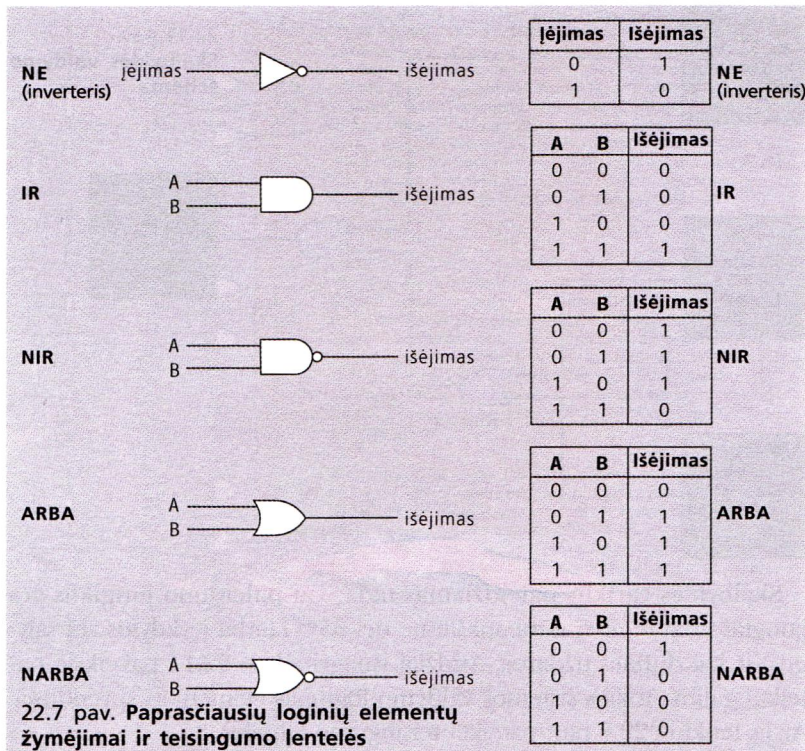 Įėjimas Išėjimas
NE įėjimas išėjimas 0 1 NE
(inverteris) 1 0 (inverteris)
A B Išėjimas
0 0 0
IR A B išėjimas 0 1 0 IR
1 0 0
1 1 1
A B Išėjimas
0 0 1
NIR A B išėjimas 0 1 1 NIR
1 0 1
1 1 0
A B Išėjimas
0 0 0
ARBA A B išėjimas 0 1 1 ARBA
1 0 1
1 1 1
A B Išėjimas
0 0 1
NARBA A B išėjimas 0 1 0 NARBA
1 0 0
1 1 0
22.7 pav. Paprasčiausių loginių elementų
žymėjimai ir teisingumo lentelės